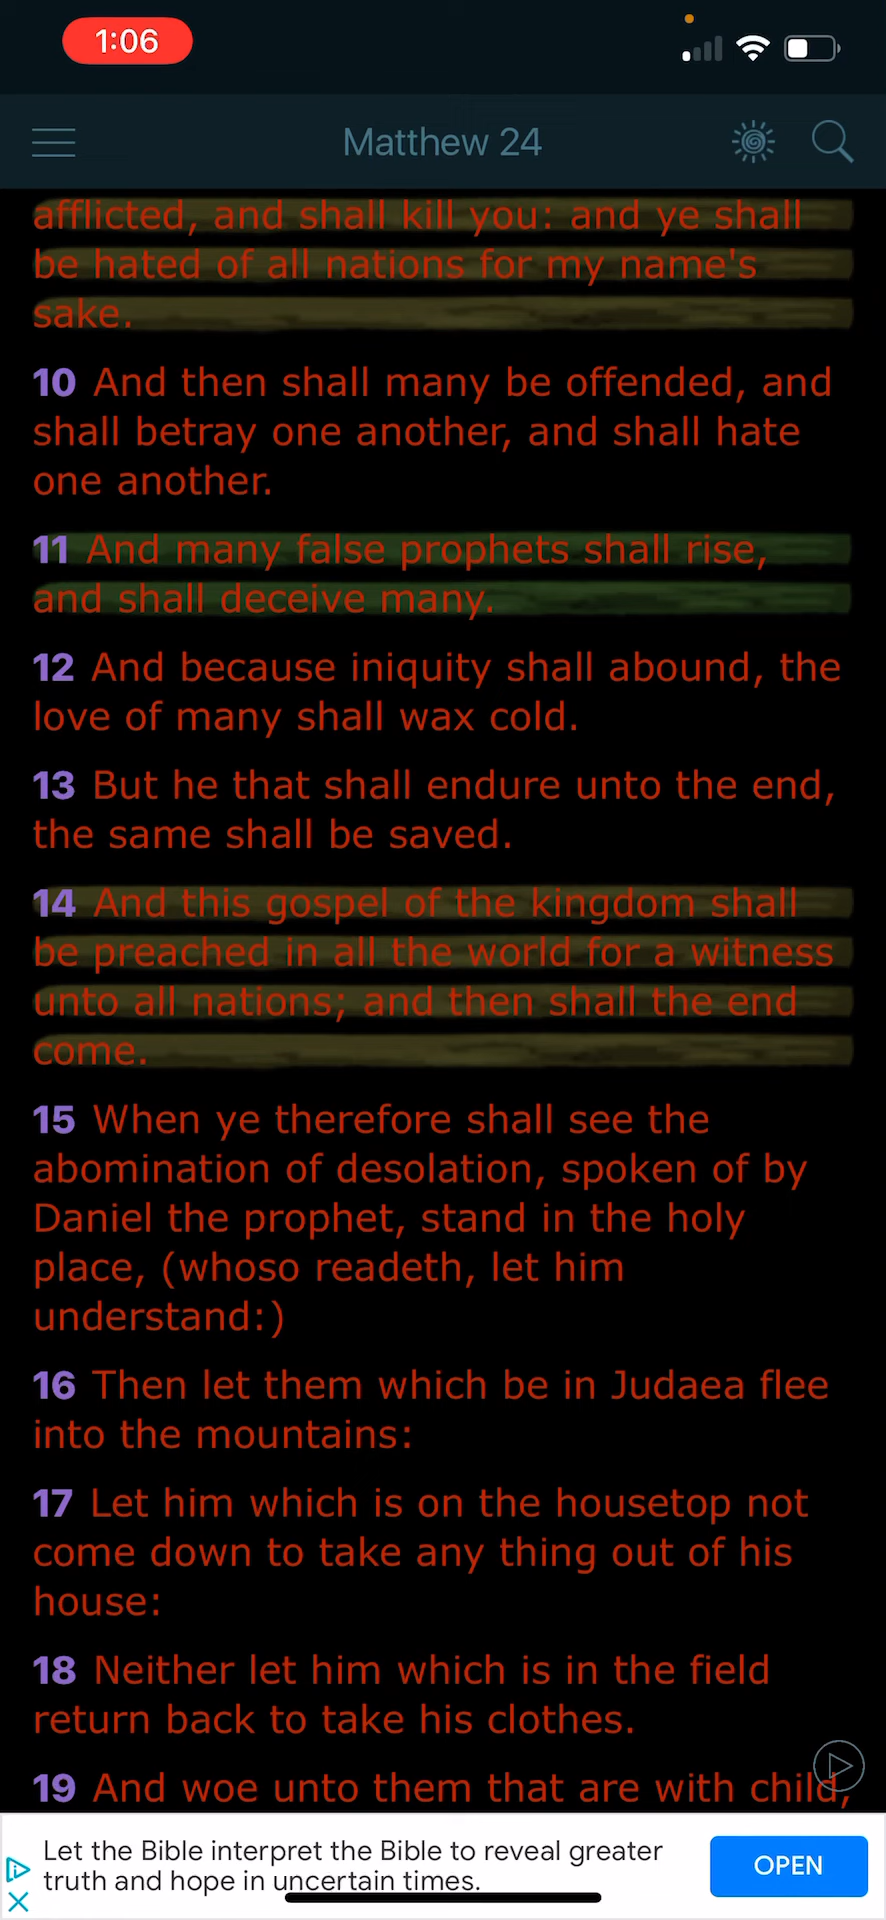 1:06
Matthew 24
afflicted, and shall kill you: and ye shall
be hated of all nations for my name's
sake.
10 And then shall many be offended, and
shall betray one another, and shall hate
one another.
11 And many false prophets shall rise,
and shall deceive many.
12 And because iniquity shall abound, the
love of many shall wax cold.
13 But he that shall endure unto the end,
the same shall be saved.
14 And this gospel of the kingdom shall
be preached in all the world for a witness
unto all nations; and then shall the end
come.
15 When ye therefore shall see the
abomination of desolation, spoken of by
Daniel the prophet, stand in the holy
place, (whoso readeth, let him
understand:)
16 Then let them which be in Judaea flee
into the mountains:
17 Let him which is on the housetop not
come down to take any thing out of his
house:
18 Neither let him which is in the field
return back to take his clothes.
19 And woe unto them that are with child,
Let the Bible interpret the Bible to reveal greater
truth and hope in uncertain times.
OPEN